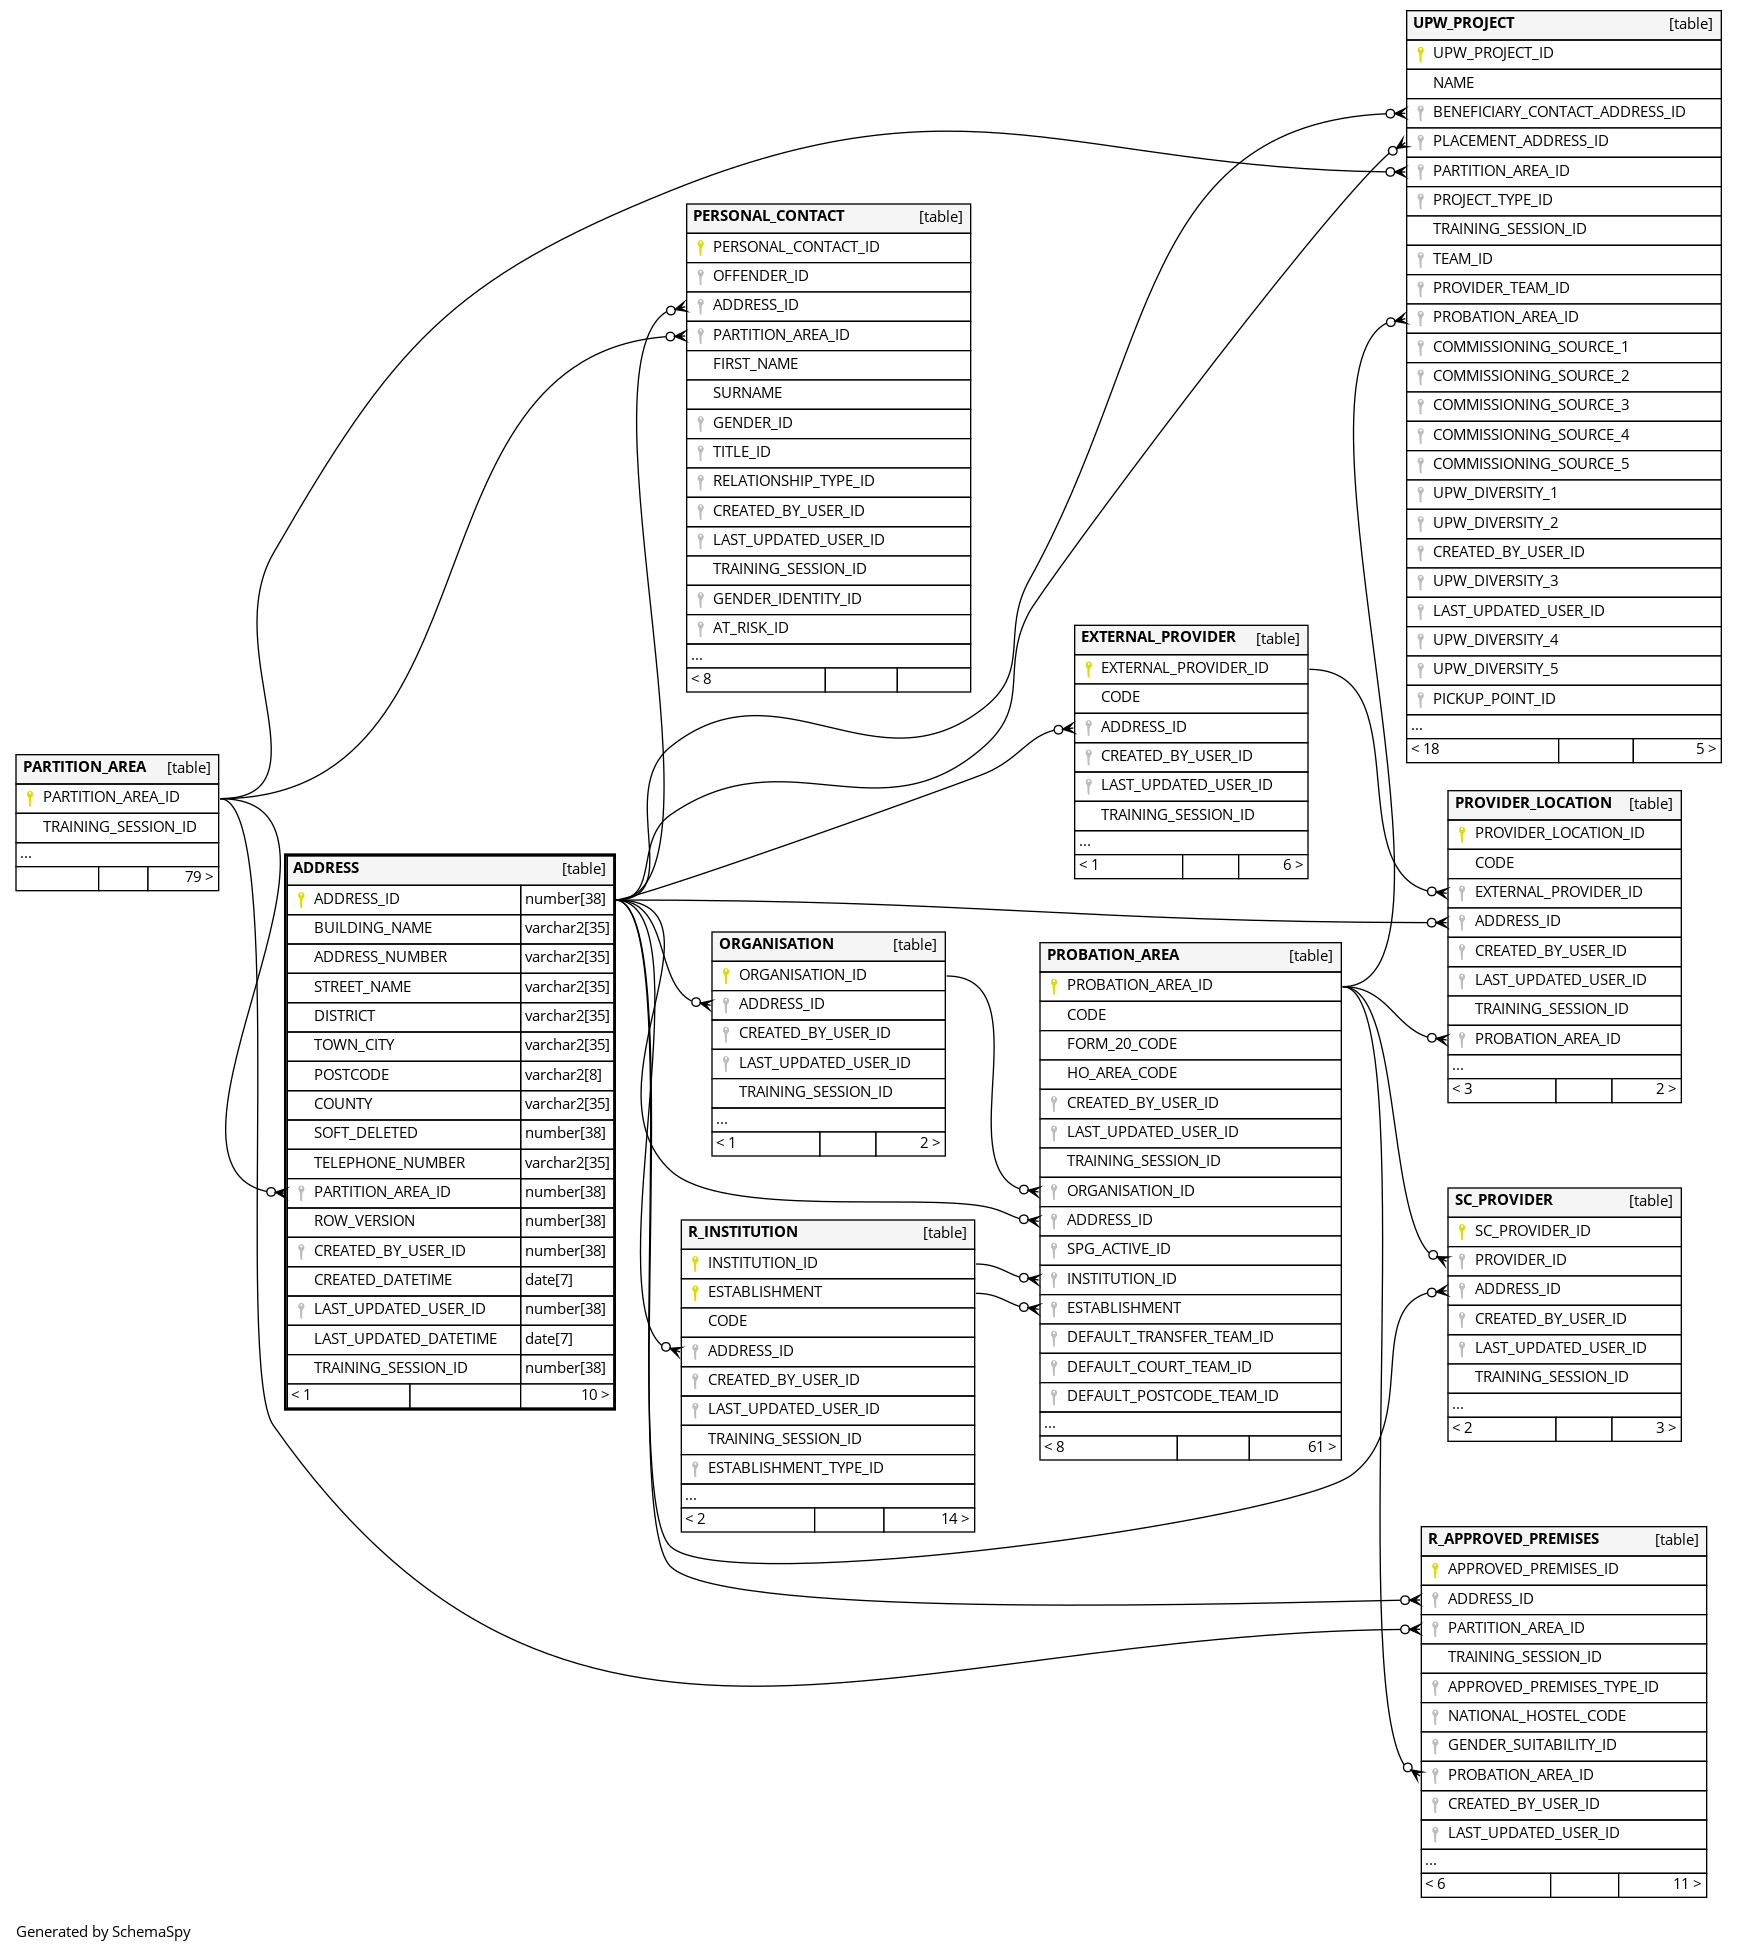 UPW_PROJECT [table]
UPW_PROJECT_ID
NAME
BENEFICIARY_CONTACT_ADDRESS_ID
PLACEMENT_ADDRESS_ID
PARTITION_AREA_ID
PROJECT_TYPE_ID
TRAINING_SESSION_ID
TEAM_ID
PROVIDER_TEAM_ID
PROBATION_AREA_ID
COMMISSIONING_SOURCE_1
COMMISSIONING_SOURCE_2
COMMISSIONING_SOURCE_3
COMMISSIONING_SOURCE_4
COMMISSIONING_SOURCE_5
UPW_DIVERSITY_1
UPW_DIVERSITY_2
CREATED_BY_USER_ID
UPW_DIVERSITY_3
LAST_UPDATED_USER_ID
UPW_DIVERSITY_4
UPW_DIVERSITY_5
PICKUP_POINT_ID
...
< 18 5 >
PERSONAL_CONTACT [table]
PERSONAL_CONTACT_ID
OFFENDER_ID
ADDRESS_ID
PARTITION_AREA_ID
FIRST_NAME
SURNAME
GENDER_ID
TITLE_ID
RELATIONSHIP_TYPE_ID
CREATED_BY_USER_ID
LAST_UPDATED_USER_ID
TRAINING_SESSION_ID
GENDER_IDENTITY_ID
AT_RISK_ID
...
< 8
EXTERNAL_PROVIDER [table]
EXTERNAL_PROVIDER_ID
CODE
ADDRESS_ID
CREATED_BY_USER_ID
LAST_UPDATED_USER_ID
TRAINING_SESSION_ID
...
< 1 6 >
PARTITION_AREA [table]
PARTITION_AREA_ID
TRAINING_SESSION_ID
...
79 >
ADDRESS [table]
ADDRESS_ID number[38]
BUILDING_NAME varchar2[35]
ADDRESS_NUMBER varchar2[35]
STREET_NAME varchar2[35]
DISTRICT varchar2[35]
TOWN_CITY varchar2[35]
POSTCODE varchar2[8]
COUNTY varchar2[35]
SOFT_DELETED number[38]
TELEPHONE_NUMBER varchar2[35]
PARTITION_AREA_ID number[38]
ROW_VERSION number[38]
CREATED_BY_USER_ID number[38]
CREATED_DATETIME date[7]
LAST_UPDATED_USER_ID number[38]
LAST_UPDATED_DATETIME date[7]
TRAINING_SESSION_ID number[38]
< 1 10 >
ORGANISATION [table]
ORGANISATION_ID
ADDRESS_ID
CREATED_BY_USER_ID
LAST_UPDATED_USER_ID
TRAINING_SESSION_ID
...
< 1 2 >
PROBATION_AREA [table]
PROBATION_AREA_ID
CODE
FORM_20_CODE
HO_AREA_CODE
CREATED_BY_USER_ID
LAST_UPDATED_USER_ID
TRAINING_SESSION_ID
ORGANISATION_ID
ADDRESS_ID
SPG_ACTIVE_ID
INSTITUTION_ID
ESTABLISHMENT
DEFAULT_TRANSFER_TEAM_ID
DEFAULT_COURT_TEAM_ID
DEFAULT_POSTCODE_TEAM_ID
...
< 8 61 >
PROVIDER_LOCATION [table]
PROVIDER_LOCATION_ID
CODE
EXTERNAL_PROVIDER_ID
ADDRESS_ID
CREATED_BY_USER_ID
LAST_UPDATED_USER_ID
TRAINING_SESSION_ID
PROBATION_AREA_ID
...
< 3 2 >
R_INSTITUTION [table]
INSTITUTION_ID
ESTABLISHMENT
CODE
ADDRESS_ID
CREATED_BY_USER_ID
LAST_UPDATED_USER_ID
TRAINING_SESSION_ID
ESTABLISHMENT_TYPE_ID
...
< 2 14 >
SC_PROVIDER [table]
SC_PROVIDER_ID
PROVIDER_ID
ADDRESS_ID
CREATED_BY_USER_ID
LAST_UPDATED_USER_ID
TRAINING_SESSION_ID
...
< 2 3 >
R_APPROVED_PREMISES [table]
APPROVED_PREMISES_ID
ADDRESS_ID
PARTITION_AREA_ID
TRAINING_SESSION_ID
APPROVED_PREMISES_TYPE_ID
NATIONAL_HOSTEL_CODE
GENDER_SUITABILITY_ID
PROBATION_AREA_ID
CREATED_BY_USER_ID
LAST_UPDATED_USER_ID
...
< 6 11 >
Generated by SchemaSpy